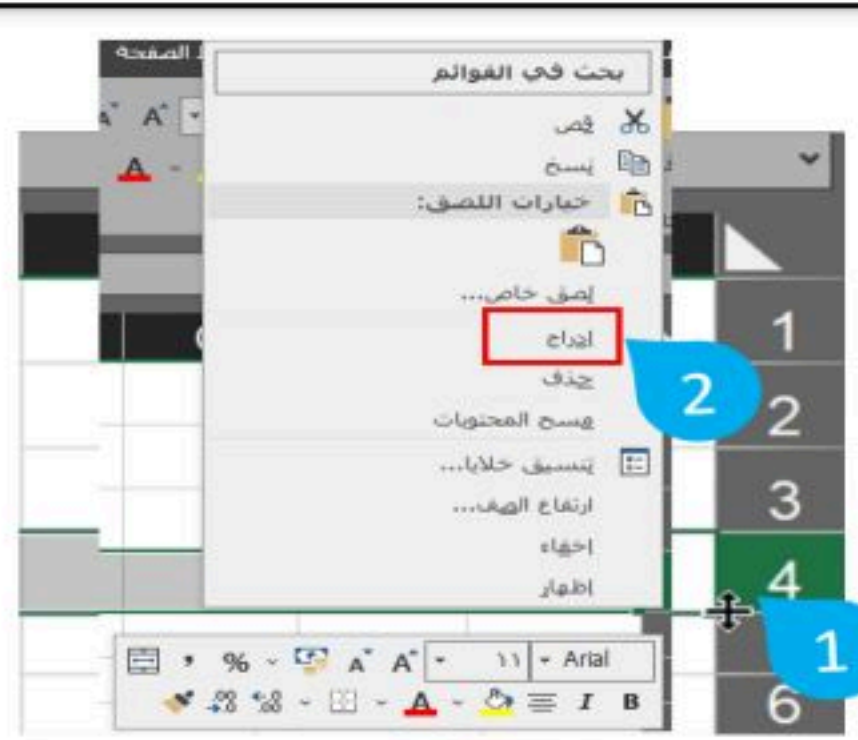 الصفحة
بحث في القوائم
قص
نسخ
خيارات اللصق:
لصق خاص...
إدراج
حذف
مسح المحتويات
تنسيق خلايا...
ارتفاع الصف...
إخفاء
إظهار
1
2
3
4
6
2
1
Arial ١١ A A % ,
B I A
A A
A